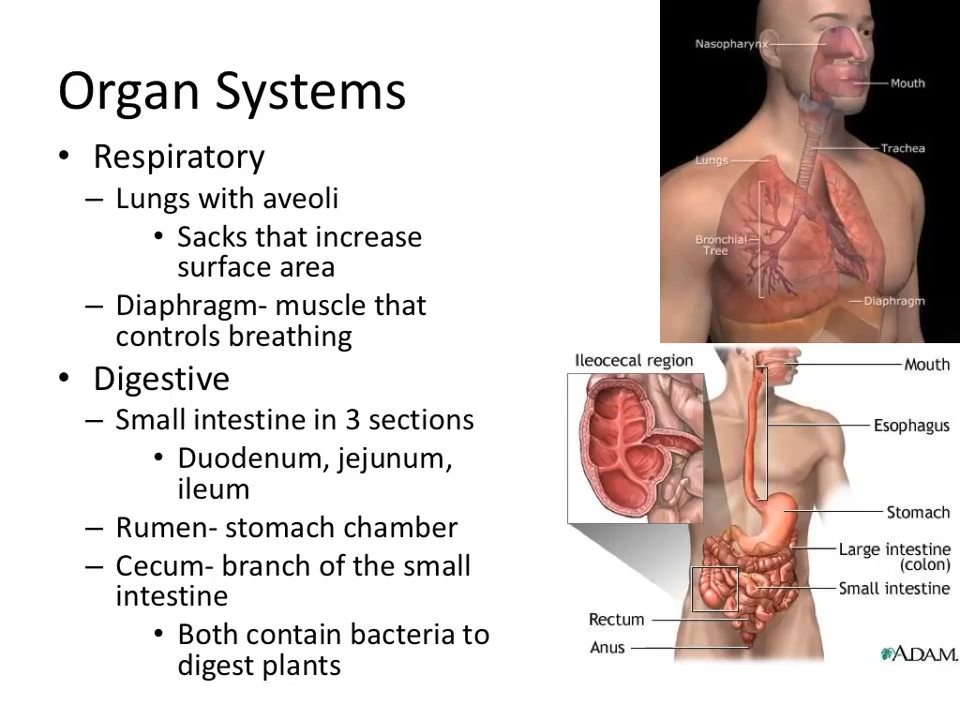 Organ Systems
• Respiratory
– Lungs with aveoli
• Sacks that increase
surface area
– Diaphragm- muscle that
controls breathing
• Digestive
– Small intestine in 3 sections
• Duodenum, jejunum,
ileum
– Rumen- stomach chamber
– Cecum- branch of the small
intestine
• Both contain bacteria to
digest plants
Nasopharynx
Mouth
Trachea
Lungs
Bronchial
Tree
Diaphragm
Ileocecal region
Mouth
Esophagus
Stomach
Large intestine
(colon)
Small intestine
Rectum
Anus
ADAM.